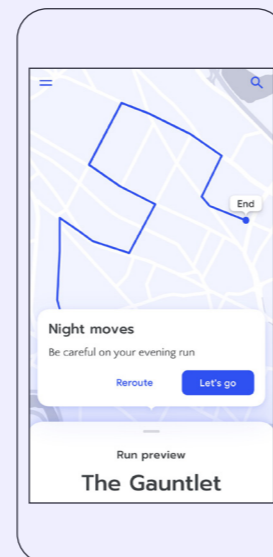 End
Night moves
Be careful on your evening run
Reroute
Let's go
Run preview
The Gauntlet